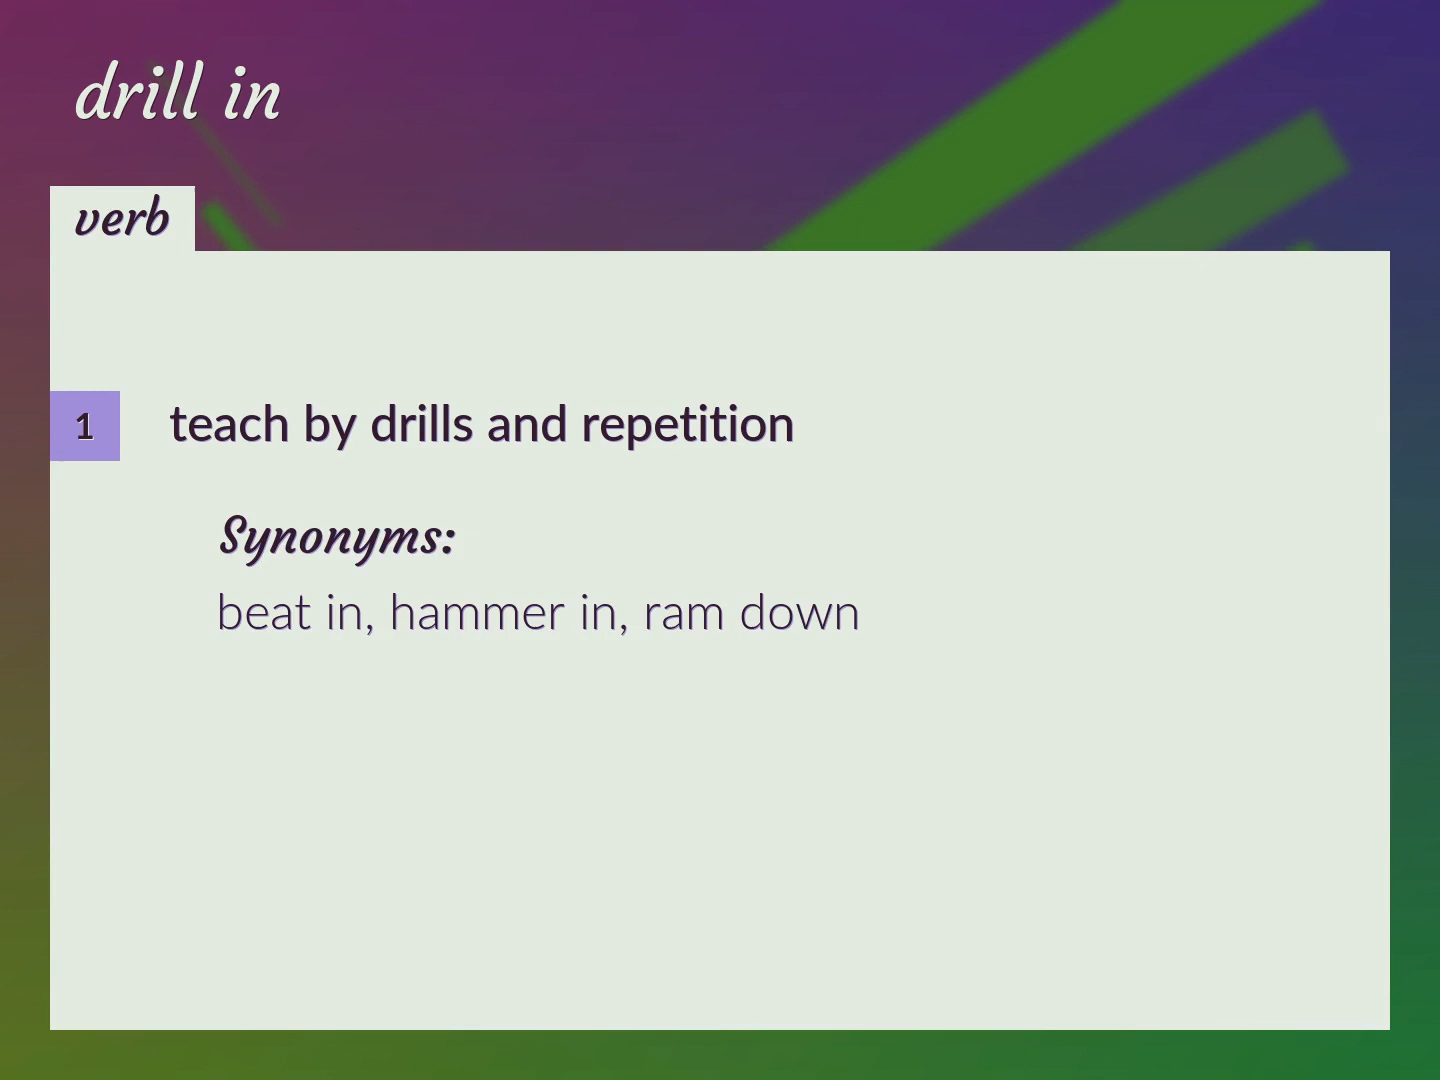 drill in
verb
1
teach by drills and repetition
Synonyms:
beat in, hammer in, ram down